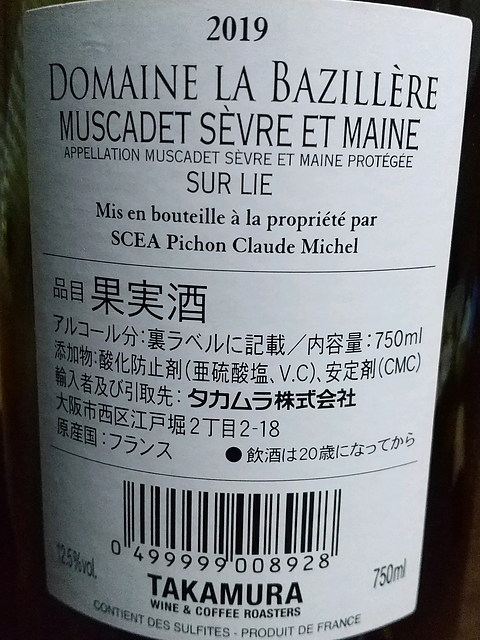 2019
DOMAINE LA BAZILLÈRE
MUSCADET SÈVRE ET MAINE
APPELLATION MUSCADET SÈVRE ET MAINE PROTÉGÉE
SUR LIE
Mis en bouteille à la propriété par
SCEA Pichon Claude Michel
品目 果実酒
アルコール分:裏ラベルに記載/内容量:750ml
添加物:酸化防止剤(亜硫酸塩、V.C)、安定剤(CMC)
輸入者及び引取先: タカムラ株式会社
大阪市西区江戸堀2丁目2-18
原産国:フランス ●飲酒は20歳になってから
0 499999 008928
12.5%vol. 750ml
TAKAMURA
WINE & COFFEE ROASTERS
CONTIENT DES SULFITES - PRODUIT DE FRANCE